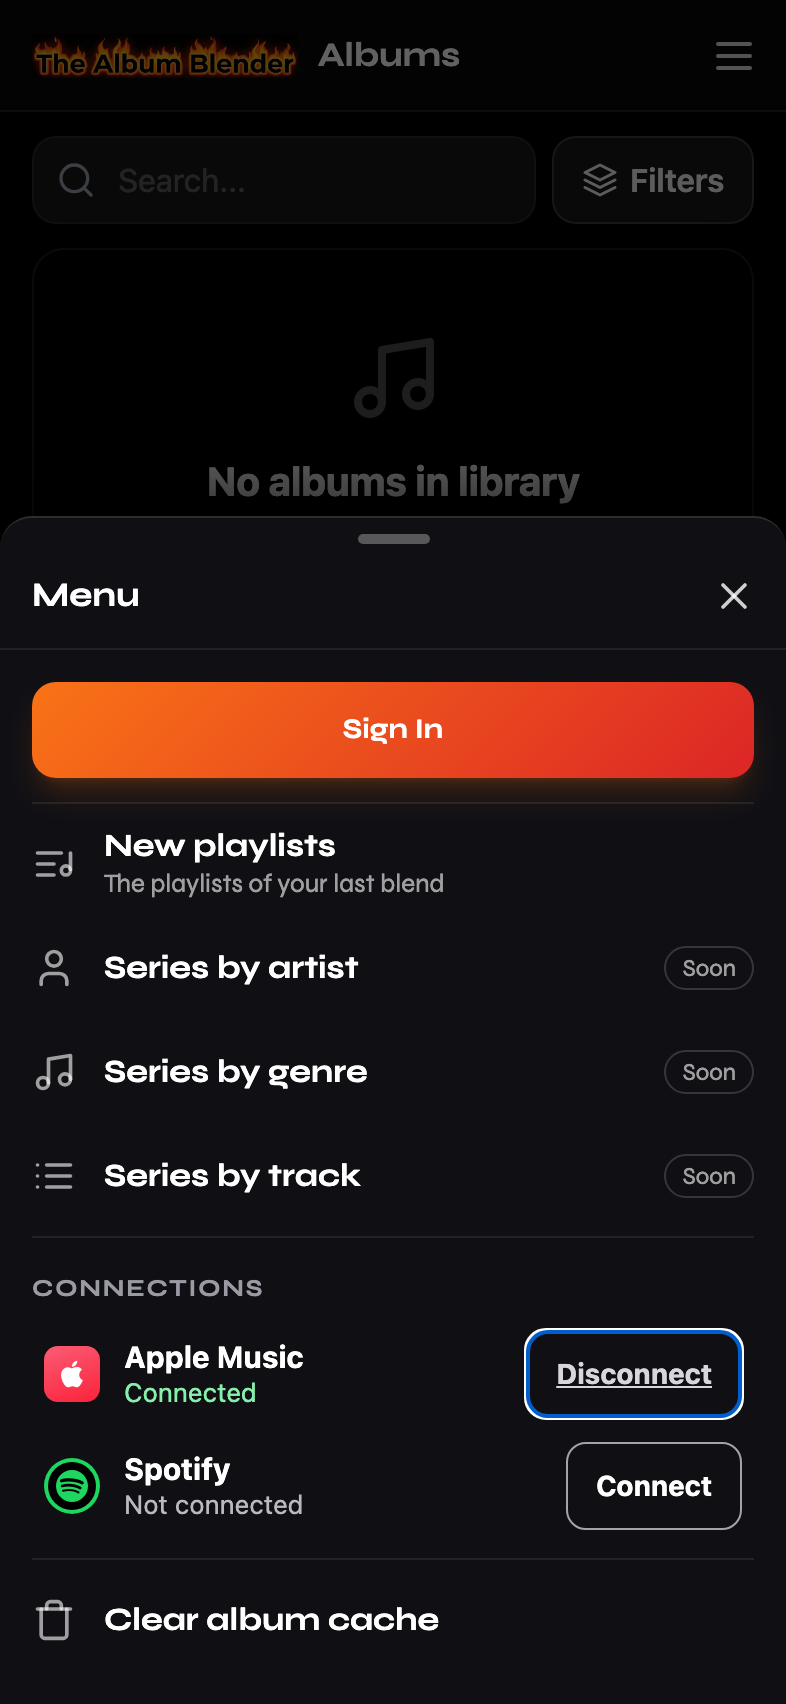 The Album Blender Albums
Search...
Filters
No albums in library
Menu
Sign In
New playlists
The playlists of your last blend
Series by artist
Soon
Series by genre
Soon
Series by track
Soon
CONNECTIONS
Apple Music
Connected
Disconnect
Spotify
Not connected
Connect
Clear album cache